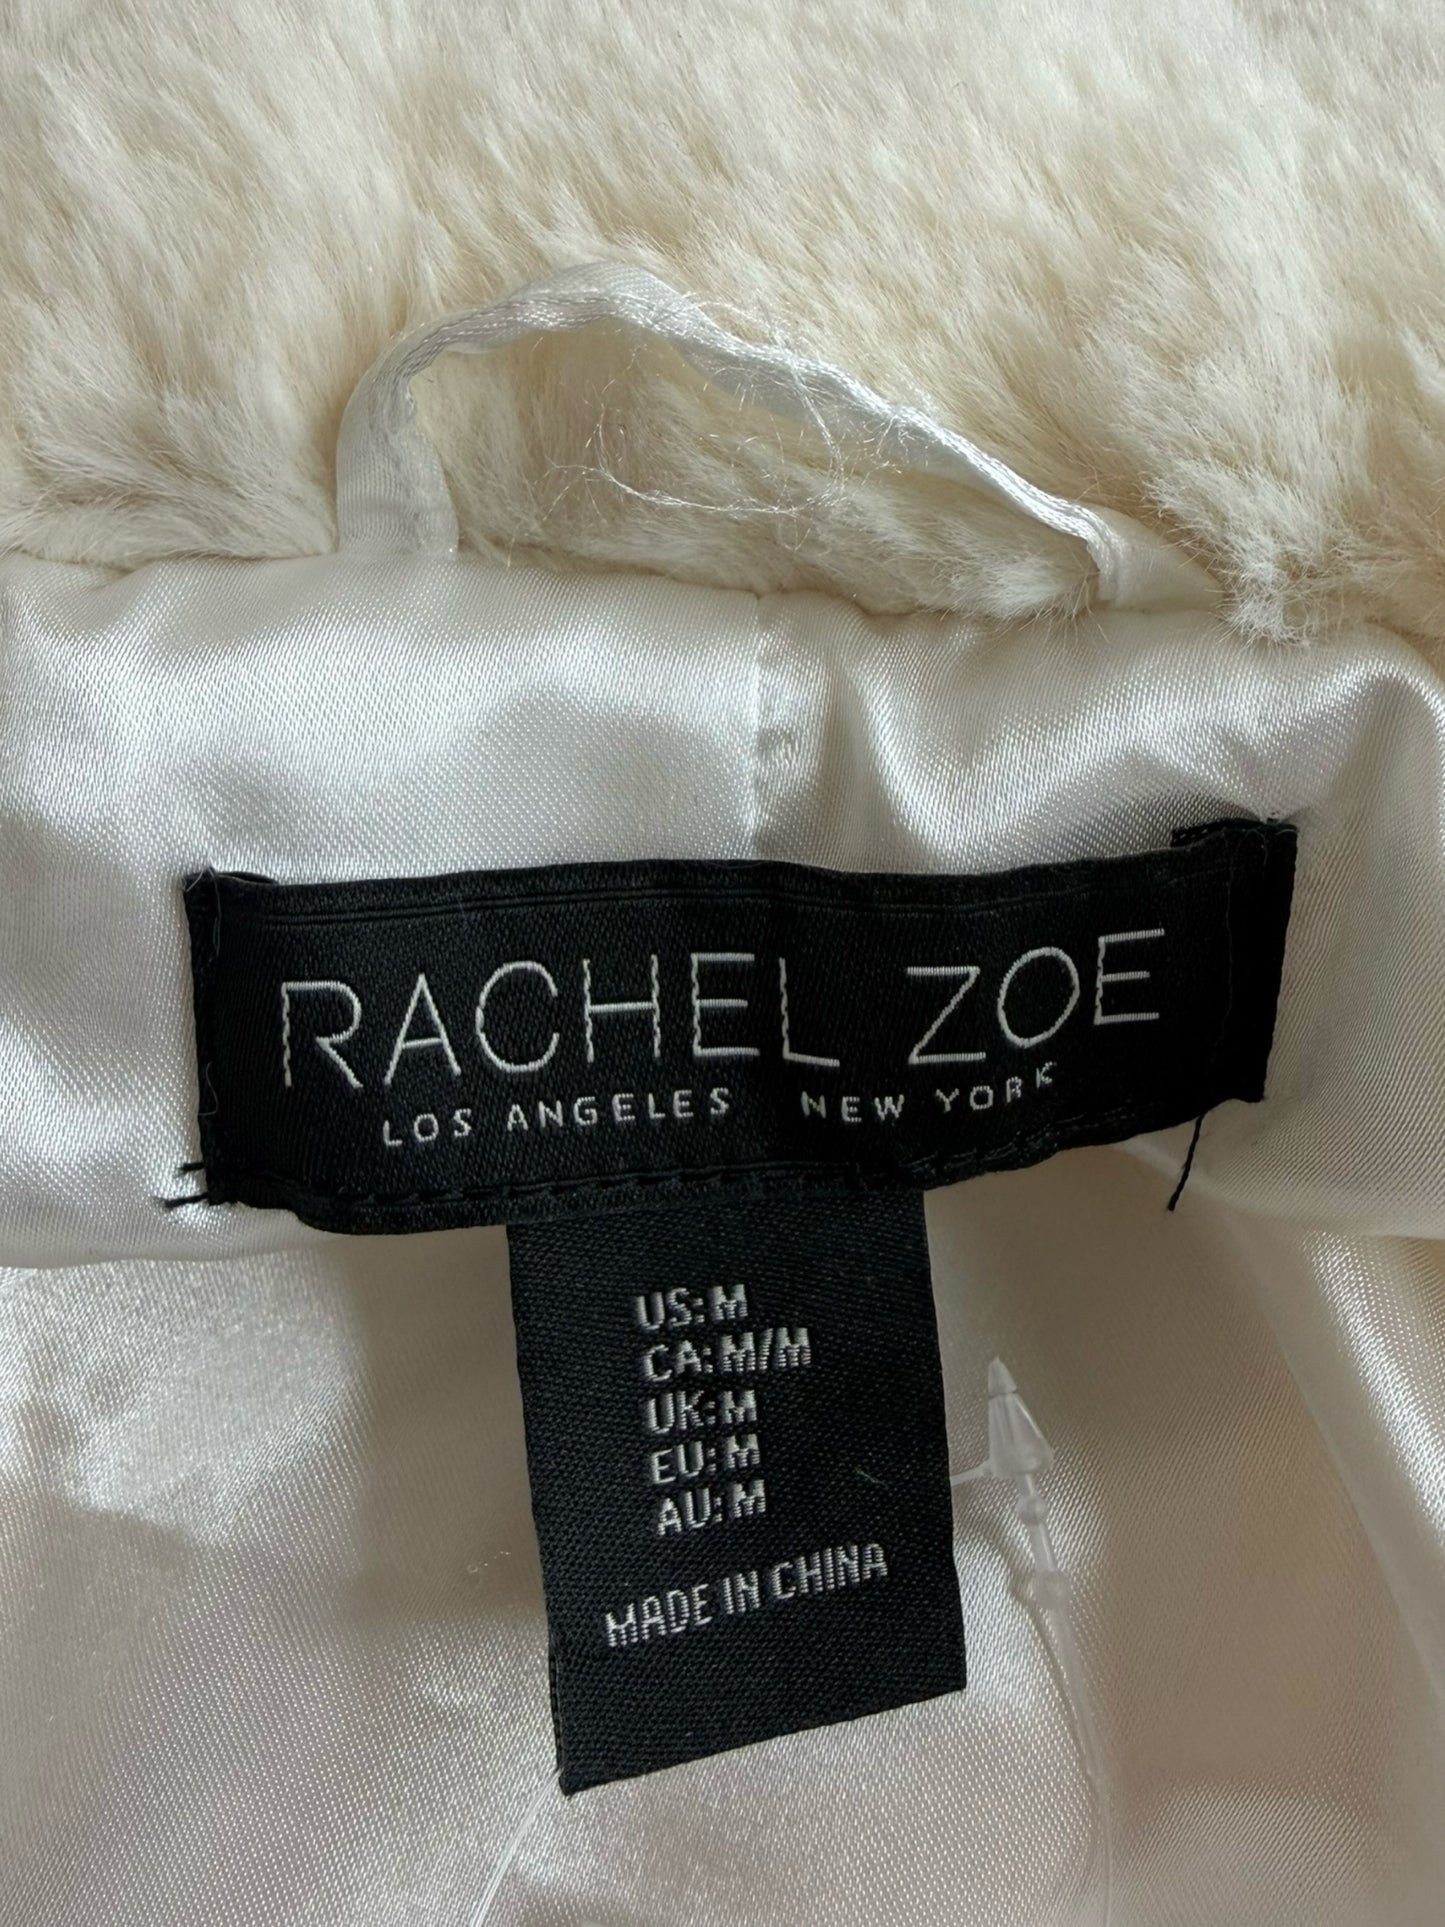 RACHEL ZOE
LOS ANGELES NEW YORK
US: M
CA: M/M
UK: M
EU: M
AU: M
MADE IN CHINA